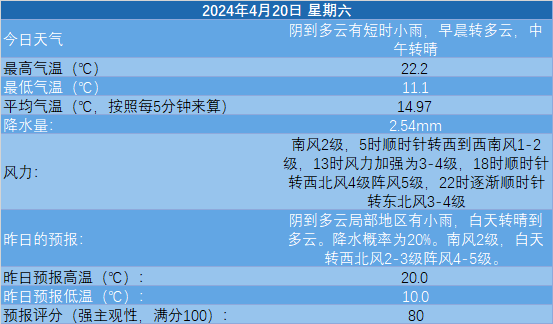 2024年4月20日 星期六
今日天气
阴到多云有短时小雨，早晨转多云，中
午转晴
最高气温（℃）
22.2
最低气温（℃）
11.1
平均气温（℃，按照每5分钟来算）
14.97
降水量：
2.54mm
风力：
南风2级，5时顺时针转西到西南风1-2
级，13时风力加强为3-4级，18时顺时针
转西北风4级阵风5级，22时逐渐顺时针
转东北风3-4级
昨日的预报：
阴到多云局部地区有小雨，白天转晴到
多云。降水概率为20%。南风2级，白天
转西北风2-3级阵风4-5级。
昨日预报高温（℃）：
20.0
昨日预报低温（℃）：
10.0
预报评分（强主观性，满分100）：
80